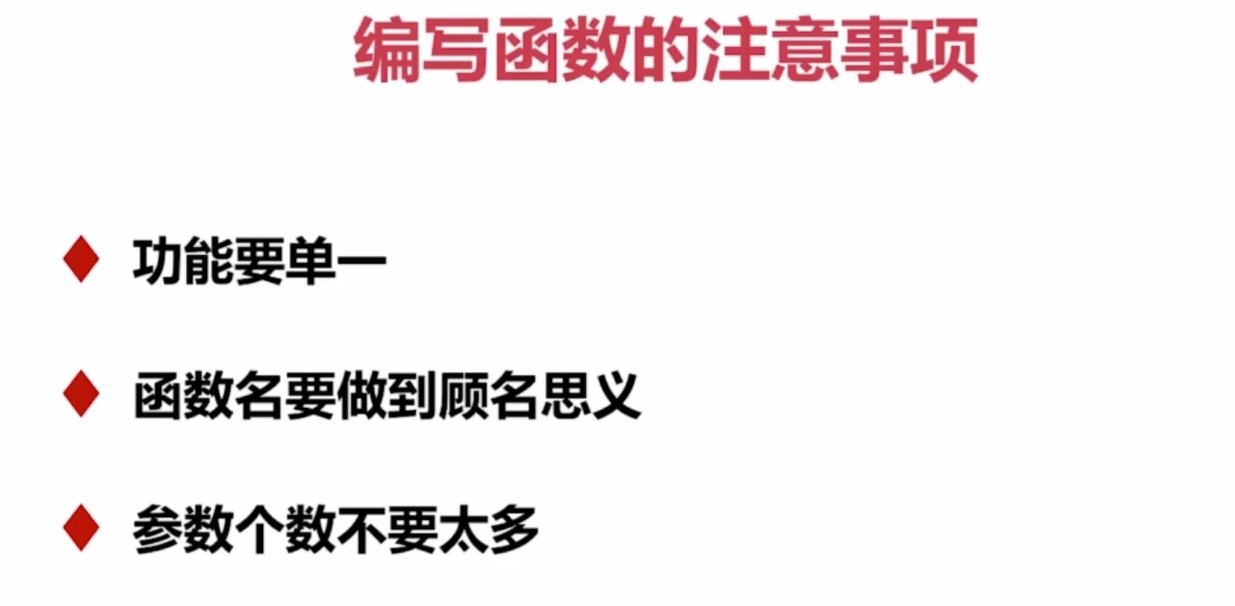 编写函数的注意事项
功能要单一
函数名要做到顾名思义
参数个数不要太多